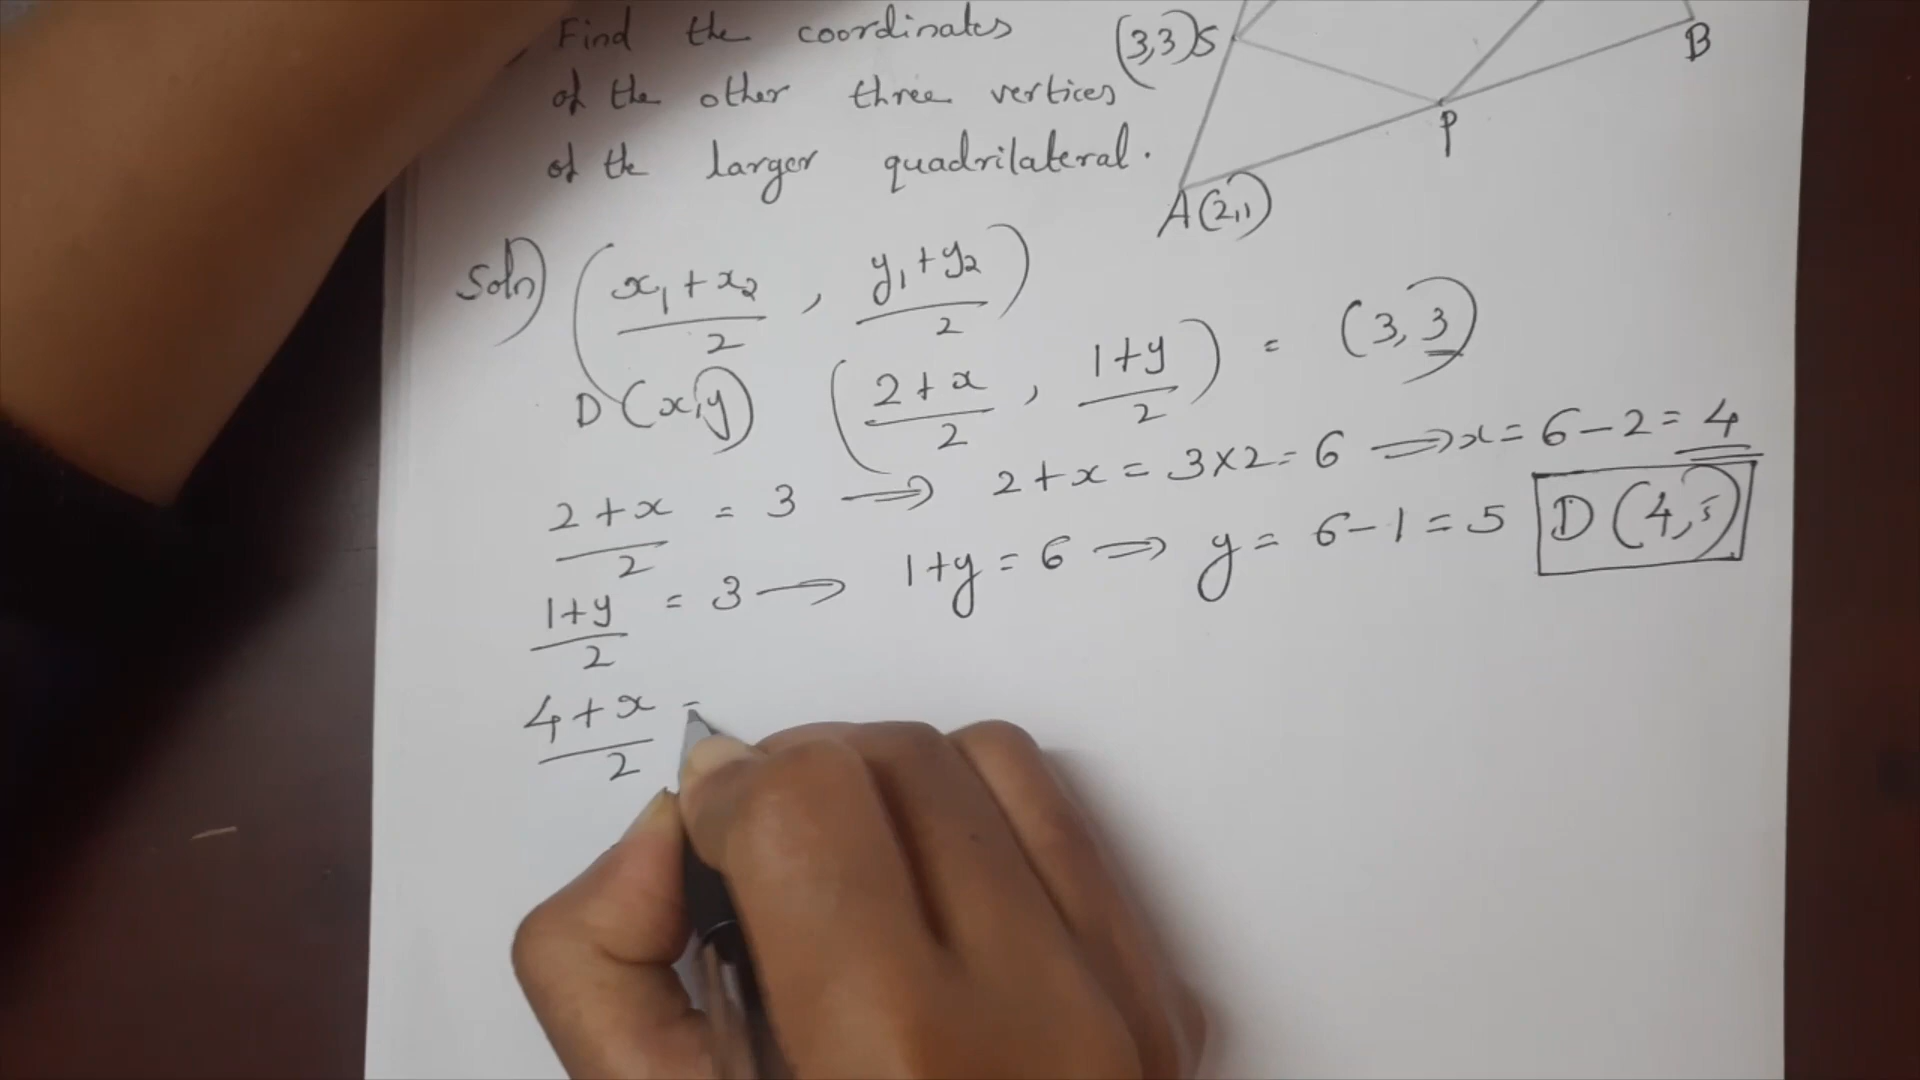 Find the coordinates
of the other three vertices
of the larger quadrilateral.
(3,3)S
B
P
A(2,1)
Soln) (x₁+x₂/2, y₁+y₂/2)
D(x,y) (2+x/2, 1+y/2) = (3,3)
2+x/2 = 3 ⟹ 2+x = 3×2 = 6 ⟹ x = 6-2 = 4
1+y/2 = 3 ⟶ 1+y = 6 ⟹ y = 6-1 = 5 D(4,5)
4+x/2 =